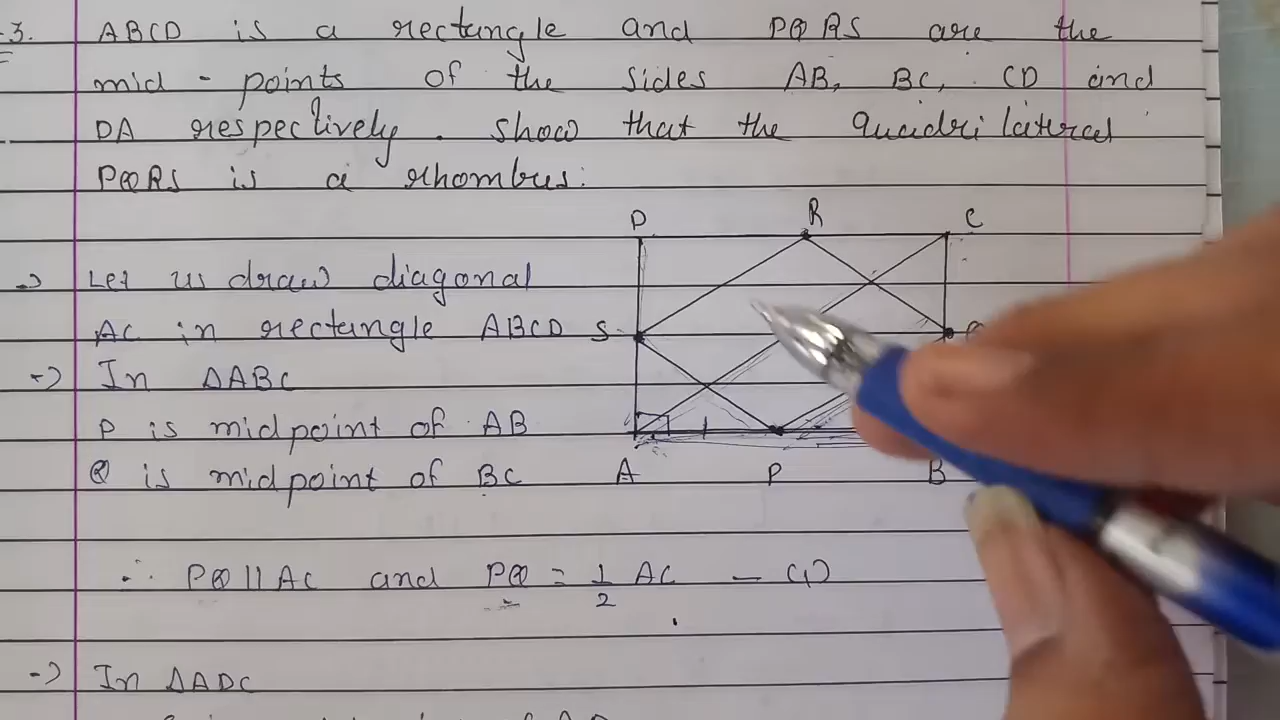 3. ABCD is a rectangle and PQRS are the
mid - points of the sides AB, BC, CD and
DA respectively. show that the quadrilateral
PQRS is a rhombus.
D R C
→ Let us draw diagonal
AC in rectangle ABCD
S
→ In ΔABC
P is midpoint of AB
Q is midpoint of BC
A P B
∴ PQ || AC and PQ = 1/2 AC — (1)
→ In ΔADC